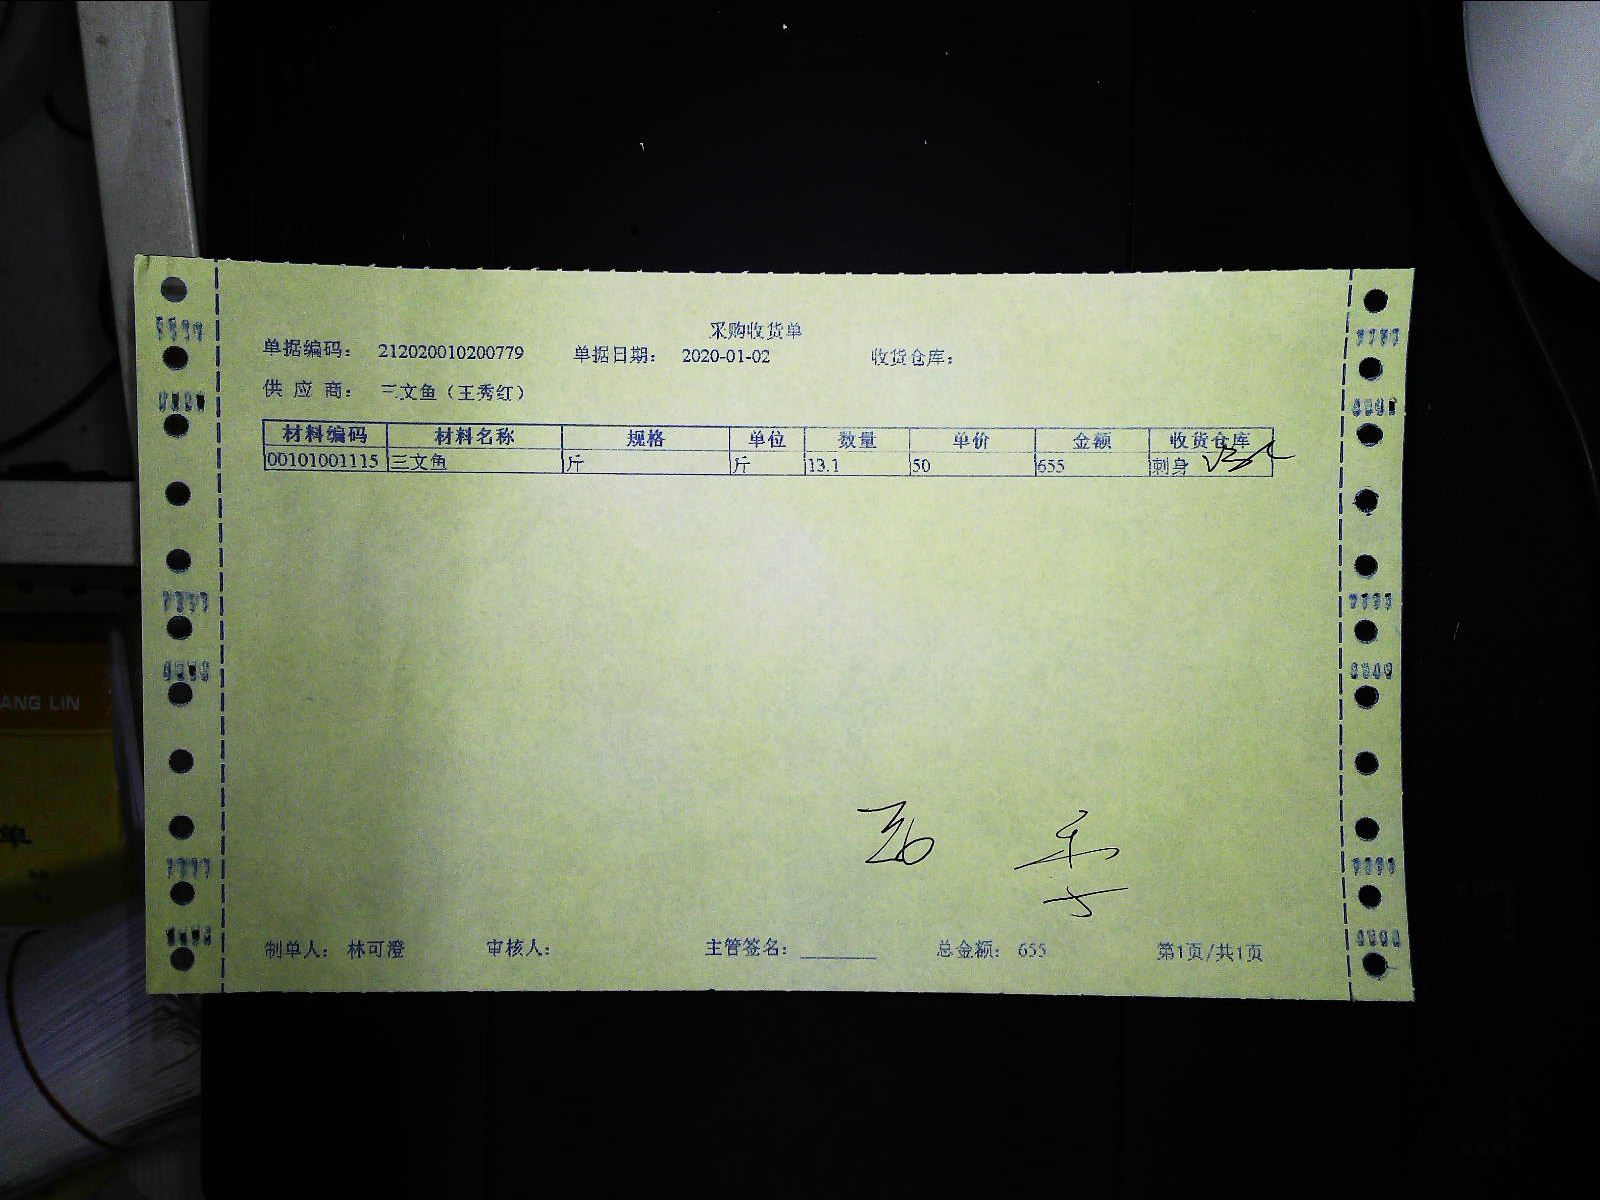 采购收货单
单据编码: 212020010200779 单据日期: 2020-01-02 收货仓库:
供 应 商: 三文鱼（王秀红）
材料编码 材料名称 规格 单位 数量 单价 金额 收货仓库
00101001115 三文鱼 斤 斤 13.1 50 655 刺身
制单人: 林可澄 审核人: 主管签名: 总金额: 655 第1页/共1页
ANG LIN
单